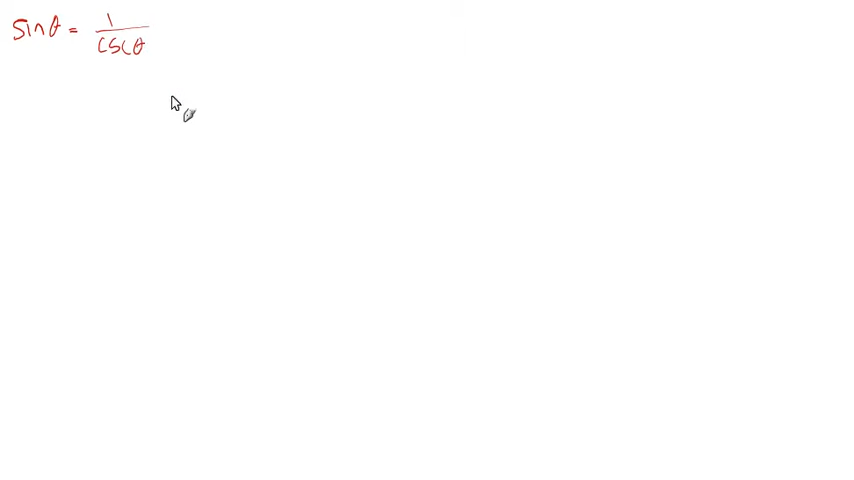 sinθ = 1/cscθ